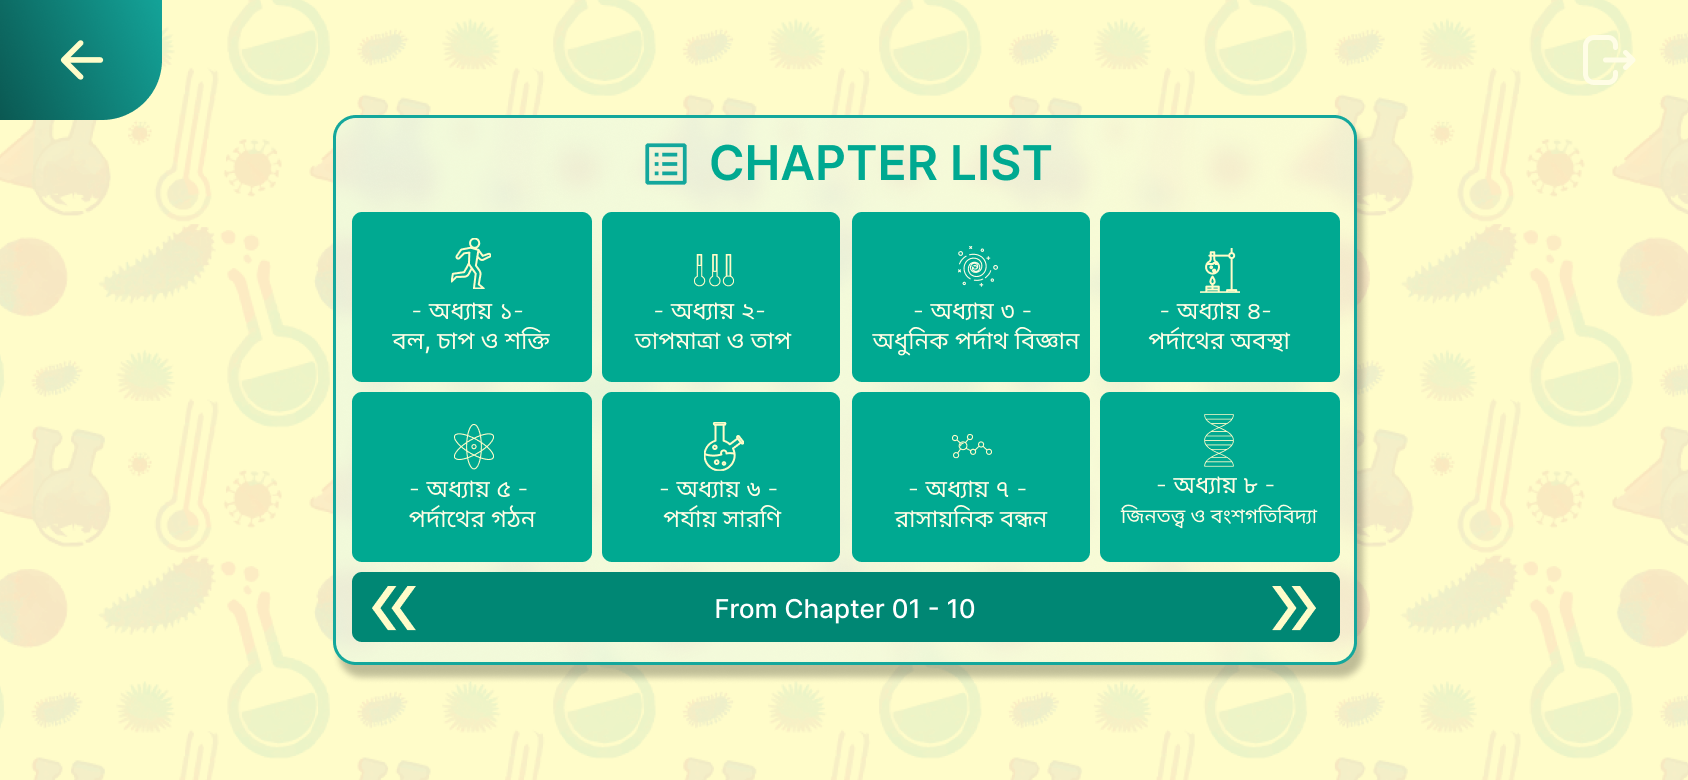 CHAPTER LIST
- অধ্যায় ১-
বল, চাপ ও শক্তি
- অধ্যায় ২-
তাপমাত্রা ও তাপ
- অধ্যায় ৩ -
অধুনিক পর্দাথ বিজ্ঞান
- অধ্যায় ৪-
পর্দাথের অবস্থা
- অধ্যায় ৫ -
পর্দাথের গঠন
- অধ্যায় ৬ -
পর্যায় সারণি
- অধ্যায় ৭ -
রাসায়নিক বন্ধন
- অধ্যায় ৮ -
জিনতত্ত্ব ও বংশগতিবিদ্যা
From Chapter 01 - 10